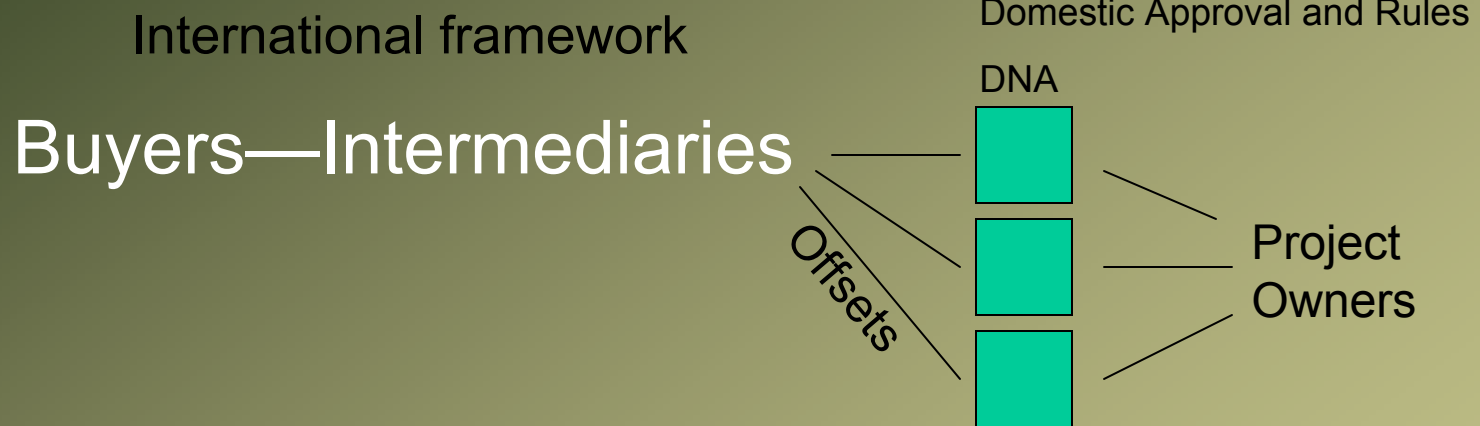 International framework
Domestic Approval and Rules
DNA
Buyers—Intermediaries
Offsets
Project
Owners